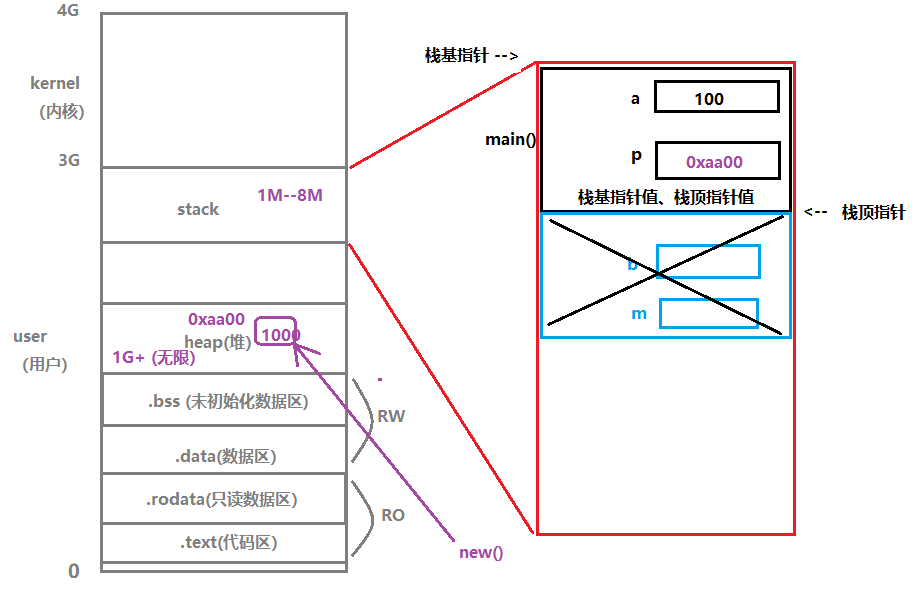 4G
kernel
(内核)
3G
stack
1M--8M
user
(用户)
0xaa00
heap(堆)
1000
1G+ (无限)
.bss (未初始化数据区)
RW
.data(数据区)
.rodata(只读数据区)
RO
.text(代码区)
0
new()
栈基指针 -->
main()
a
100
p
0xaa00
栈基指针值、栈顶指针值
<-- 栈顶指针
b
m